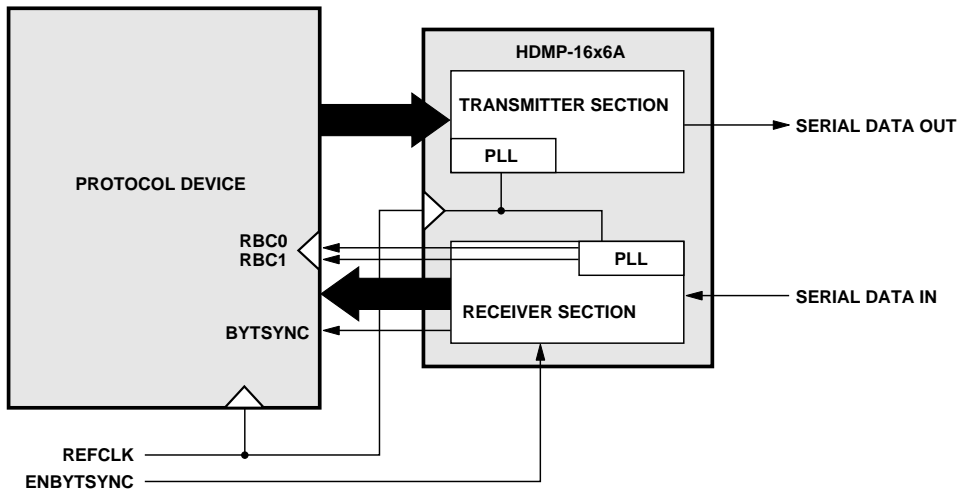 HDMP-16x6A
TRANSMITTER SECTION
PLL
SERIAL DATA OUT
PROTOCOL DEVICE
RBC0
RBC1
PLL
SERIAL DATA IN
RECEIVER SECTION
BYTSYNC
REFCLK
ENBYTSYNC